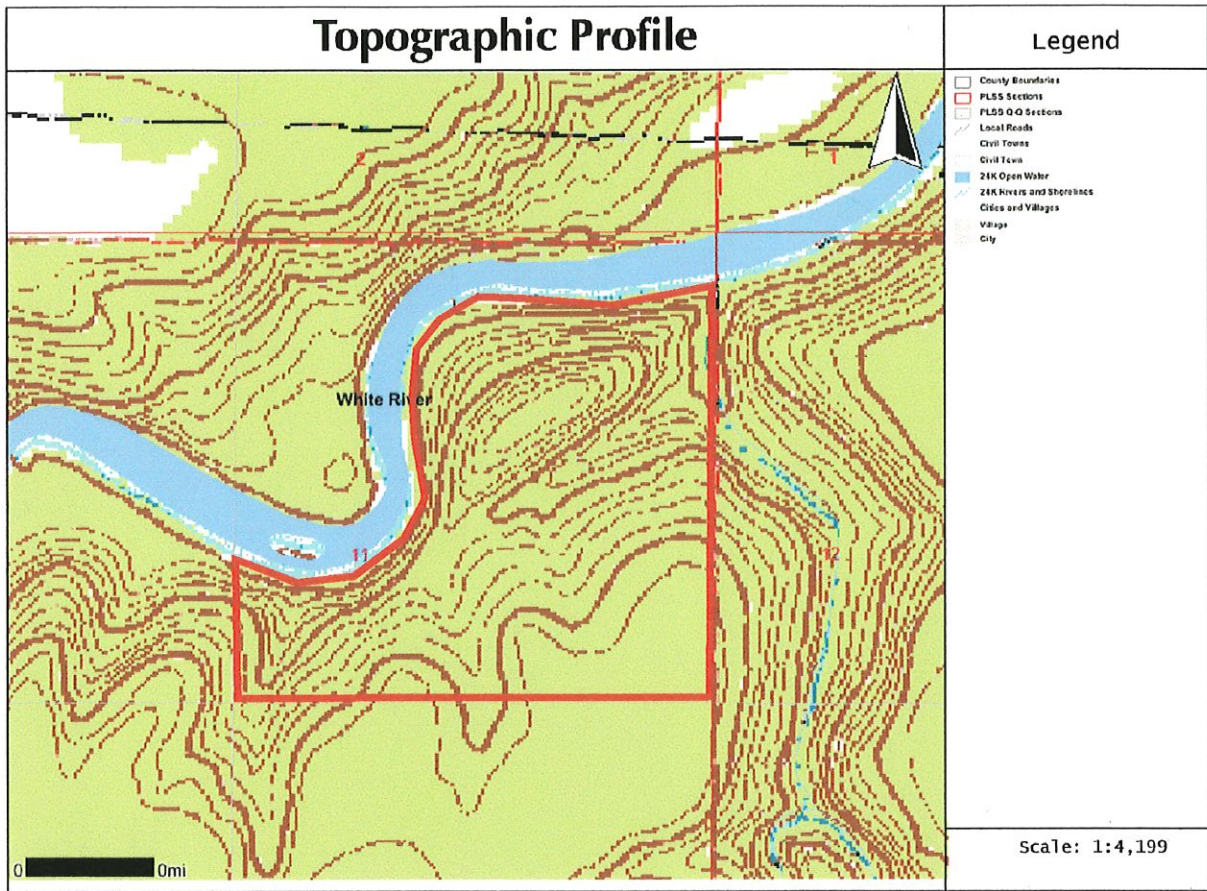 Topographic Profile
Legend
County Boundaries
PLSS Sections
PLSS Q-Q Sections
Local Roads
Civil Towns
Civil Town
24K Open Water
24K Rivers and Shorelines
Cities and Villages
Village
City
2
1
White River
11
12
0
0mi
Scale: 1:4,199